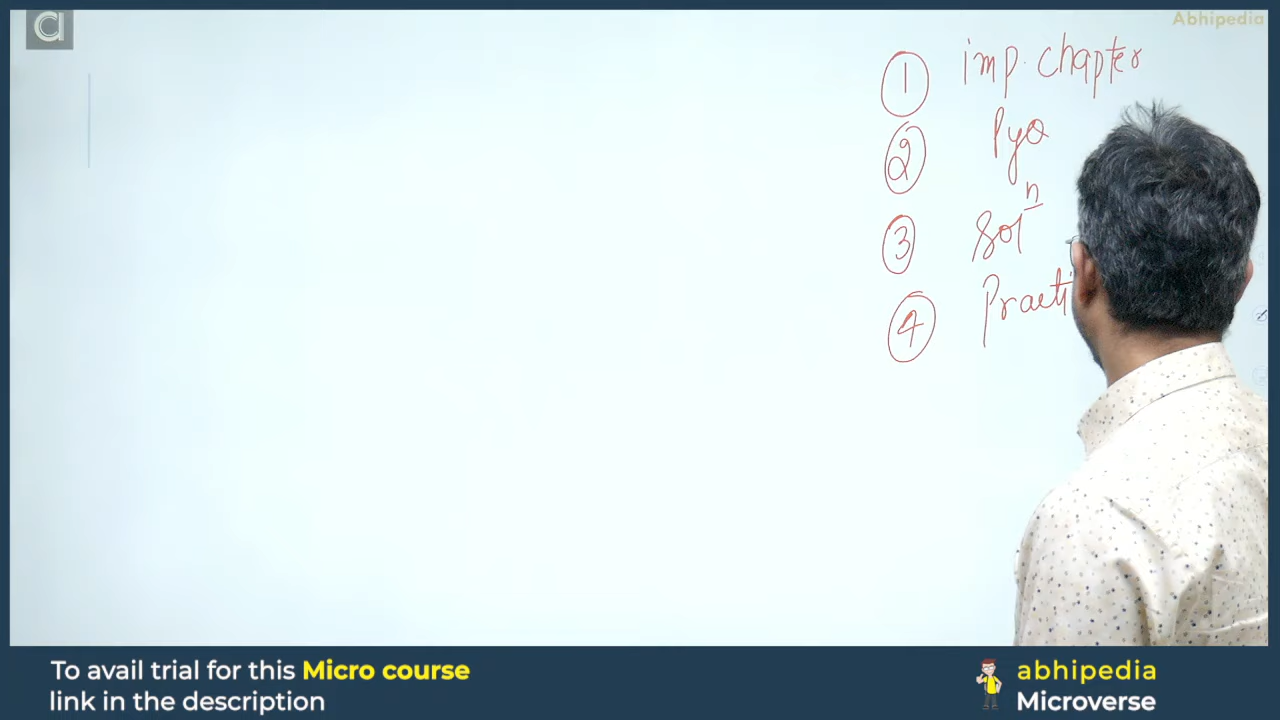 Abhipedia
① imp. chapter
② Pyq
③ Solⁿ
④ Practi
To avail trial for this Micro course
link in the description
abhipedia
Microverse